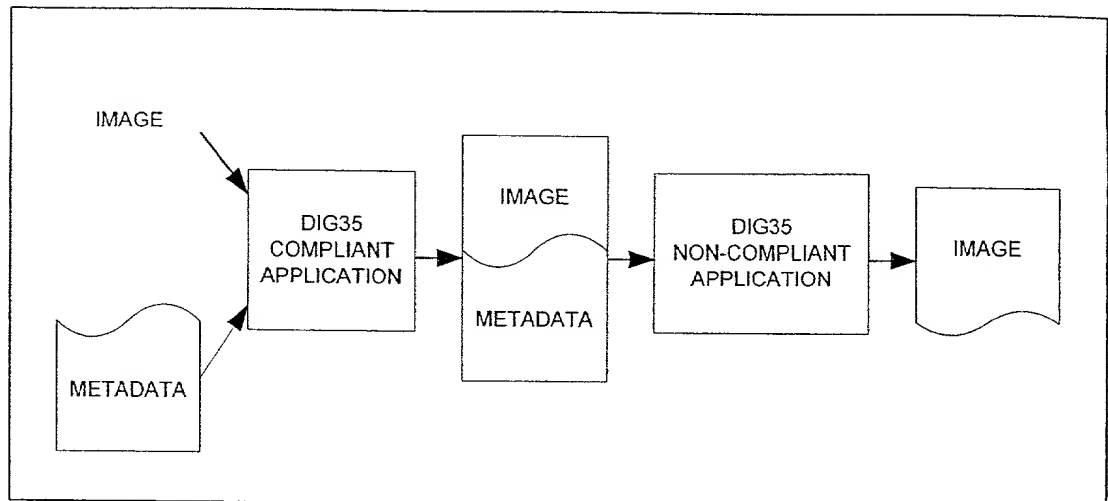 IMAGE
METADATA
DIG35
COMPLIANT
APPLICATION
IMAGE
METADATA
DIG35
NON-COMPLIANT
APPLICATION
IMAGE